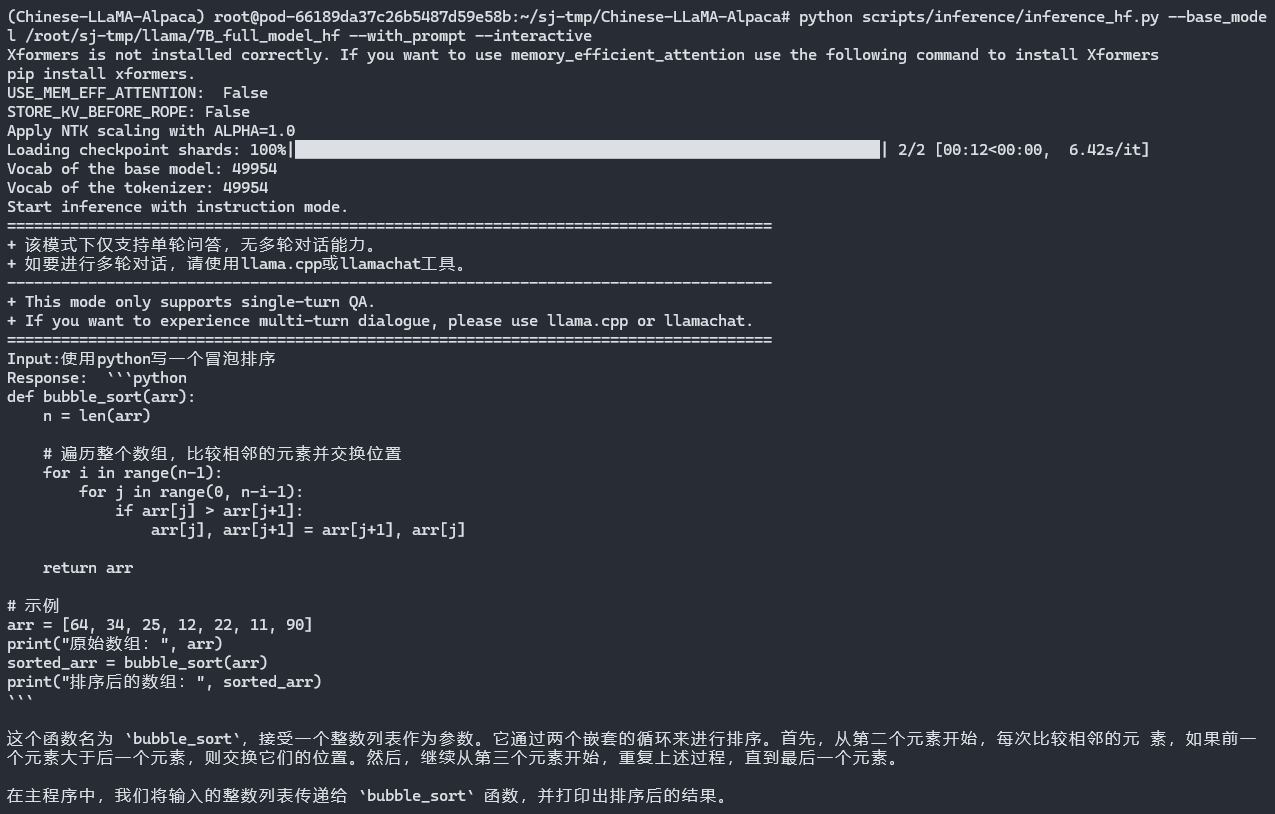 (Chinese-LLaMA-Alpaca) root@pod-66189da37c26b5487d59e58b:~/sj-tmp/Chinese-LLaMA-Alpaca# python scripts/inference/inference_hf.py --base_mode
l /root/sj-tmp/llama/7B_full_model_hf --with_prompt --interactive
Xformers is not installed correctly. If you want to use memory_efficient_attention use the following command to install Xformers
pip install xformers.
USE_MEM_EFF_ATTENTION:  False
STORE_KV_BEFORE_ROPE: False
Apply NTK scaling with ALPHA=1.0
Loading checkpoint shards: 100%|██████████████████████████████| 2/2 [00:12<00:00,  6.42s/it]
Vocab of the base model: 49954
Vocab of the tokenizer: 49954
Start inference with instruction mode.
=====================================================================================
+ 该模式下仅支持单轮问答，无多轮对话能力。
+ 如要进行多轮对话，请使用llama.cpp或llamachat工具。
-------------------------------------------------------------------------------------
+ This mode only supports single-turn QA.
+ If you want to experience multi-turn dialogue, please use llama.cpp or llamachat.
=====================================================================================
Input:使用python写一个冒泡排序
Response:  ```python
def bubble_sort(arr):
    n = len(arr)
    # 遍历整个数组，比较相邻的元素并交换位置
    for i in range(n-1):
        for j in range(0, n-i-1):
            if arr[j] > arr[j+1]:
                arr[j], arr[j+1] = arr[j+1], arr[j]
    return arr
# 示例
arr = [64, 34, 25, 12, 22, 11, 90]
print("原始数组：", arr)
sorted_arr = bubble_sort(arr)
print("排序后的数组：", sorted_arr)
```
这个函数名为 `bubble_sort`，接受一个整数列表作为参数。它通过两个嵌套的循环来进行排序。首先，从第二个元素开始，每次比较相邻的元 素，如果前一
个元素大于后一个元素，则交换它们的位置。然后，继续从第三个元素开始，重复上述过程，直到最后一个元素。
在主程序中，我们将输入的整数列表传递给 `bubble_sort` 函数，并打印出排序后的结果。